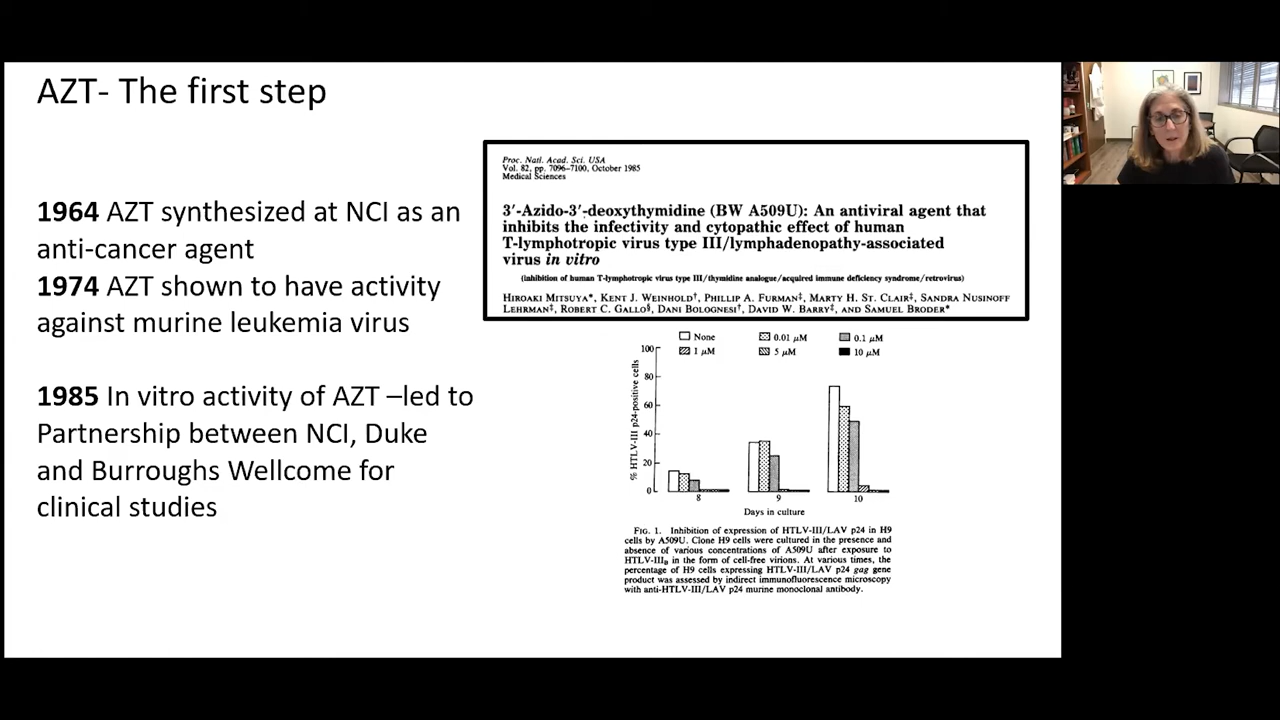 AZT- The first step
1964 AZT synthesized at NCI as an
anti-cancer agent
1974 AZT shown to have activity
against murine leukemia virus
1985 In vitro activity of AZT –led to
Partnership between NCI, Duke
and Burroughs Wellcome for
clinical studies
Proc. Natl. Acad. Sci. USA
Vol. 82, pp. 7096–7100, October 1985
Medical Sciences
3′-Azido-3′-deoxythymidine (BW A509U): An antiviral agent that
inhibits the infectivity and cytopathic effect of human
T-lymphotropic virus type III/lymphadenopathy-associated
virus in vitro
(inhibition of human T-lymphotropic virus type III/thymidine analogue/acquired immune deficiency syndrome/retrovirus)
HIROAKI MITSUYA*, KENT J. WEINHOLD†, PHILLIP A. FURMAN‡, MARTY H. ST. CLAIR‡, SANDRA NUSINOFF
LEHRMAN‡, ROBERT C. GALLO§, DANI BOLOGNESI†, DAVID W. BARRY‡, AND SAMUEL BRODER*
None 0.01 µM 0.1 µM
1 µM 5 µM 10 µM
% HTLV-III p24-positive cells
100
80
60
40
20
0
8 9 10
Days in culture
FIG. 1. Inhibition of expression of HTLV-III/LAV p24 in H9
cells by A509U. Clone H9 cells were cultured in the presence and
absence of various concentrations of A509U after exposure to
HTLV-IIIB in the form of cell-free virions. At various times, the
percentage of H9 cells expressing HTLV-III/LAV p24 gag gene
product was assessed by indirect immunofluorescence microscopy
with anti-HTLV-III/LAV p24 murine monoclonal antibody.